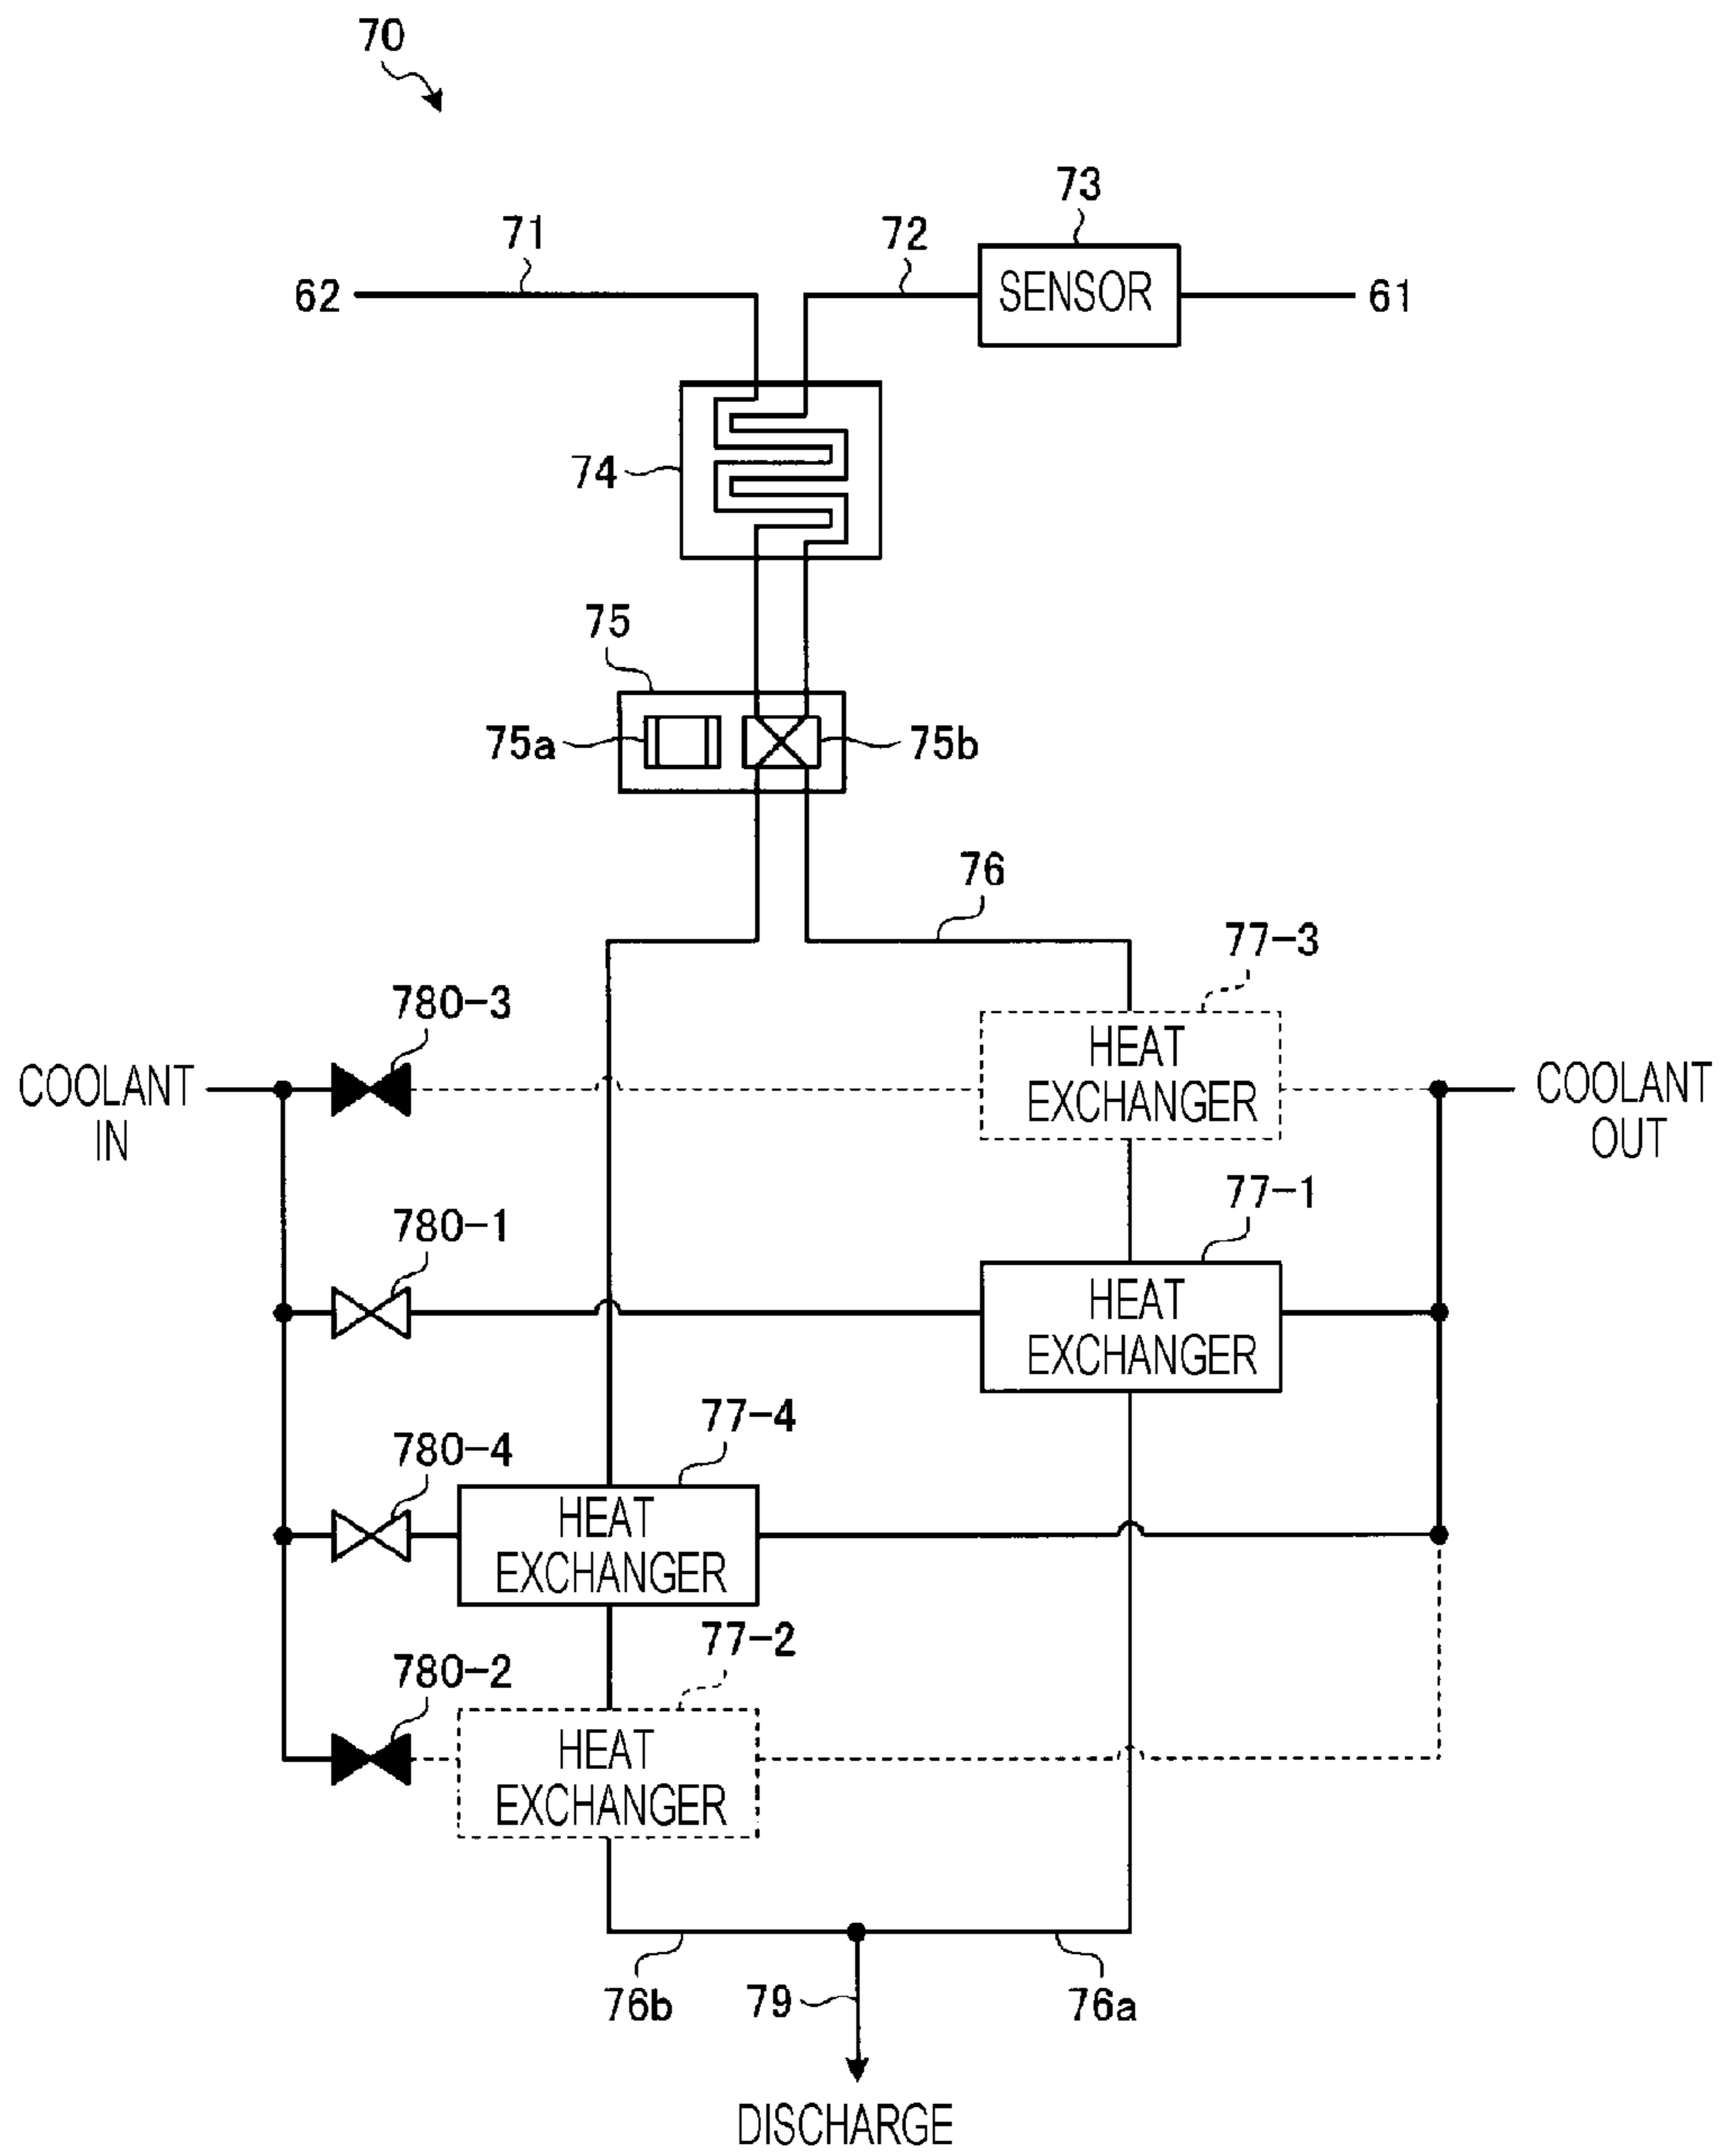 70
73
71
72
62
SENSOR
61
74
75
75a
75b
76
77-3
780-3
HEAT
EXCHANGER
COOLANT
IN
COOLANT
OUT
77-1
780-1
HEAT
EXCHANGER
77-4
780-4
HEAT
EXCHANGER
77-2
780-2
HEAT
EXCHANGER
76b
79
76a
DISCHARGE